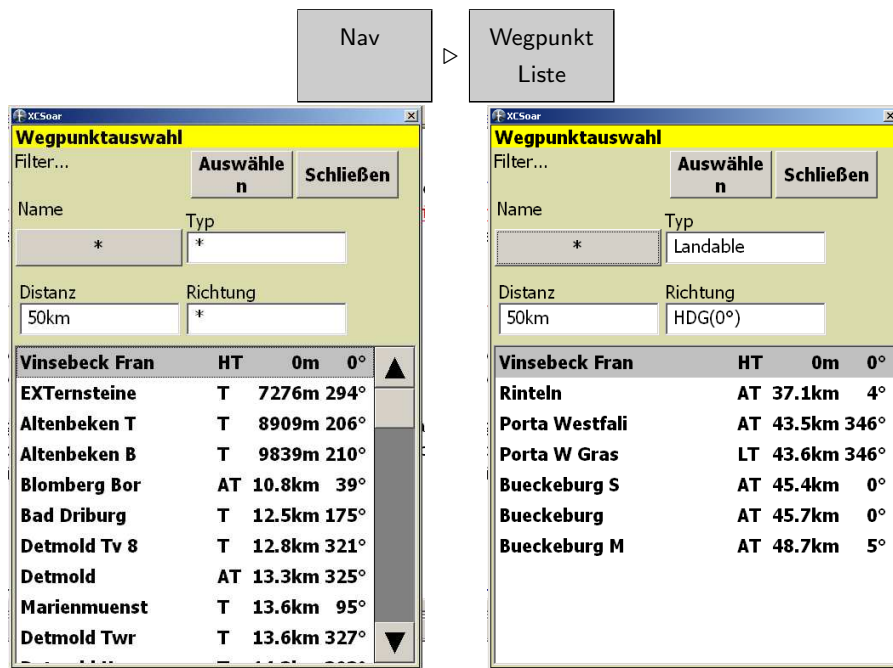 Nav
▷
Wegpunkt
Liste
XCSoar
Wegpunktauswahl
Filter...
Auswähle
n
Schließen
Name
Typ
*
*
Distanz
Richtung
50km
*
Vinsebeck Fran HT 0m 0°
EXTernsteine T 7276m 294°
Altenbeken T T 8909m 206°
Altenbeken B T 9839m 210°
Blomberg Bor AT 10.8km 39°
Bad Driburg T 12.5km 175°
Detmold Tv 8 T 12.8km 321°
Detmold AT 13.3km 325°
Marienmuenst T 13.6km 95°
Detmold Twr T 13.6km 327°
XCSoar
Wegpunktauswahl
Filter...
Auswähle
n
Schließen
Name
Typ
*
Landable
Distanz
Richtung
50km
HDG(0°)
Vinsebeck Fran HT 0m 0°
Rinteln AT 37.1km 4°
Porta Westfali AT 43.5km 346°
Porta W Gras LT 43.6km 346°
Bueckeburg S AT 45.4km 0°
Bueckeburg AT 45.7km 0°
Bueckeburg M AT 48.7km 5°